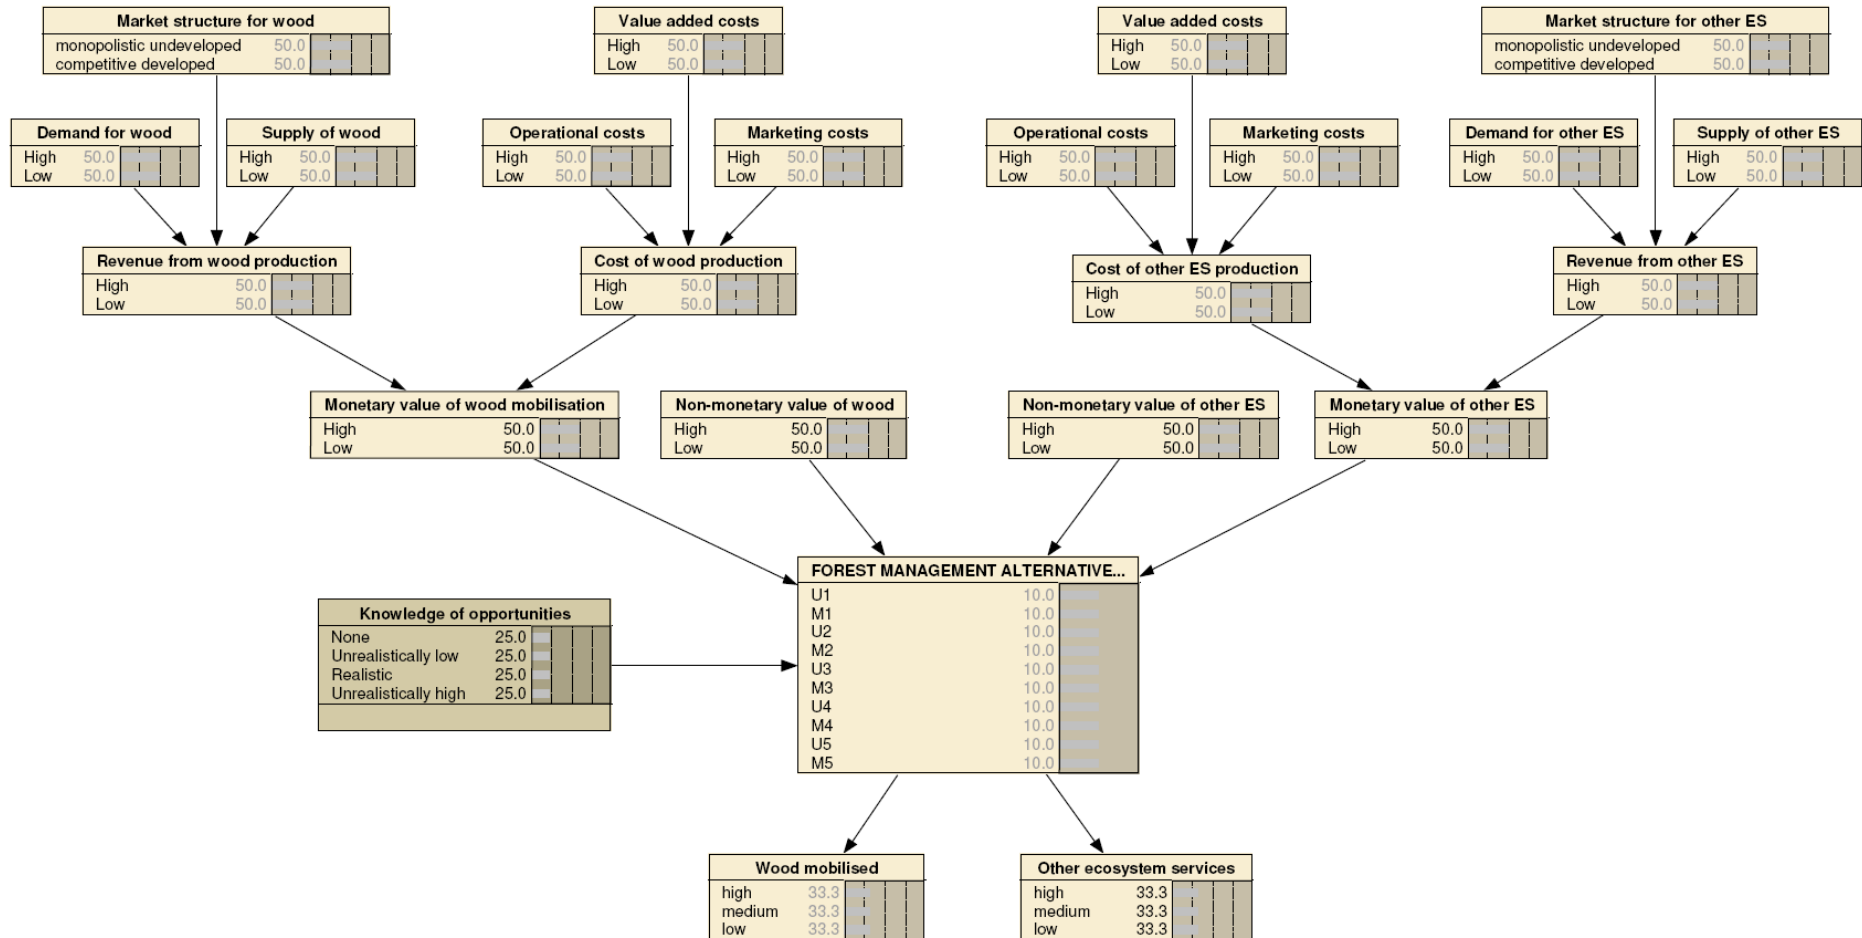 Market structure for wood
monopolistic undeveloped 50.0
competitive developed 50.0
Value added costs
High 50.0
Low 50.0
Value added costs
High 50.0
Low 50.0
Market structure for other ES
monopolistic undeveloped 50.0
competitive developed 50.0
Demand for wood
High 50.0
Low 50.0
Supply of wood
High 50.0
Low 50.0
Operational costs
High 50.0
Low 50.0
Marketing costs
High 50.0
Low 50.0
Operational costs
High 50.0
Low 50.0
Marketing costs
High 50.0
Low 50.0
Demand for other ES
High 50.0
Low 50.0
Supply of other ES
High 50.0
Low 50.0
Revenue from wood production
High 50.0
Low 50.0
Cost of wood production
High 50.0
Low 50.0
Cost of other ES production
High 50.0
Low 50.0
Revenue from other ES
High 50.0
Low 50.0
Monetary value of wood mobilisation
High 50.0
Low 50.0
Non-monetary value of wood
High 50.0
Low 50.0
Non-monetary value of other ES
High 50.0
Low 50.0
Monetary value of other ES
High 50.0
Low 50.0
FOREST MANAGEMENT ALTERNATIVE...
U1 10.0
M1 10.0
U2 10.0
M2 10.0
U3 10.0
M3 10.0
U4 10.0
M4 10.0
U5 10.0
M5 10.0
Knowledge of opportunities
None 25.0
Unrealistically low 25.0
Realistic 25.0
Unrealistically high 25.0
Wood mobilised
high 33.3
medium 33.3
low 33.3
Other ecosystem services
high 33.3
medium 33.3
low 33.3